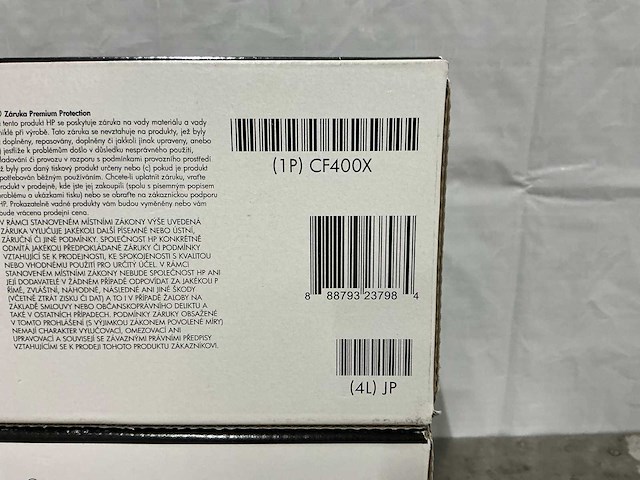 Záruka Premium Protection
tento produkt HP se poskytuje záruka na vady materiálu a vady
niklé při výrobě. Tato záruka se nevztahuje na produkty, jež byly
doplněny, repasovány, doplněny či jakkoli jinak upraveny, anebo
jestliže k problémům došlo v důsledku nesprávného použití,
ladování či provozu v rozporu s podmínkami provozního prostředí
ž byly pro daný tiskový produkt určeny nebo (c) pokud je produkt
potřebován běžným používáním. Chcete-li uplatnit záruku, vraťte
rodukt v prodejně, kde jste jej zakoupili (spolu s písemným popisem
roblému a ukázkami tisku) nebo se obraťte na zákaznickou podporu
HP. Prokazatelně vadné produkty vám budou vyměněny nebo vám
bude vrácena prodejní cena.
V RÁMCI STANOVENÉM MÍSTNÍMI ZÁKONY VÝŠE UVEDENÁ
ZÁRUKA VYLUČUJE JAKÉKOLI DALŠÍ PÍSEMNÉ NEBO ÚSTNÍ,
ZÁRUČNÍ ČI JINÉ PODMÍNKY. SPOLEČNOST HP KONKRÉTNĚ
ODMÍTÁ JAKÉKOLI PŘEDPOKLÁDANÉ ZÁRUKY ČI PODMÍNKY
VZTAHUJÍCÍ SE K PRODEJNOSTI, KE SPOKOJENOSTI S KVALITOU
NEBO VHODNÉMU POUŽITÍ PRO URČITÝ ÚČEL. V RÁMCI
STANOVENÉM MÍSTNÍMI ZÁKONY NEBUDE SPOLEČNOST HP ANI
JEJÍ DODAVATELÉ V ŽÁDNÉM PŘÍPADĚ ODPOVÍDAT ZA JAKÉKOLI P
ŘÍMÉ, ZVLÁŠTNÍ, NÁHODNÉ, NÁSLEDNÉ ANI JINÉ ŠKODY
(VČETNĚ ZTRÁT ZISKU ČI DAT) A TO I V PŘÍPADĚ ŽALOBY NA
ZÁKLADĚ SMLOUVY NEBO OBČANSKOPRÁVNÍHO DELIKTU A
TAKÉ V OSTATNÍCH PŘÍPADECH. PODMÍNKY ZÁRUKY OBSAŽENÉ
V TOMTO PROHLÁŠENÍ (S VÝJIMKOU ZÁKONEM POVOLENÉ MÍRY)
NEMAJÍ CHARAKTER VYLUČOVACÍ, OMEZOVACÍ ANI
UPRAVOVACÍ A SOUVISEJÍ SE ZÁVAZNÝMI PRÁVNÍMI PŘEDPISY
VZTAHUJÍCÍMI SE K PRODEJI TOHOTO PRODUKTU ZÁKAZNÍKOVI.
(1P) CF400X
8 88793 23798 4
(4L) JP